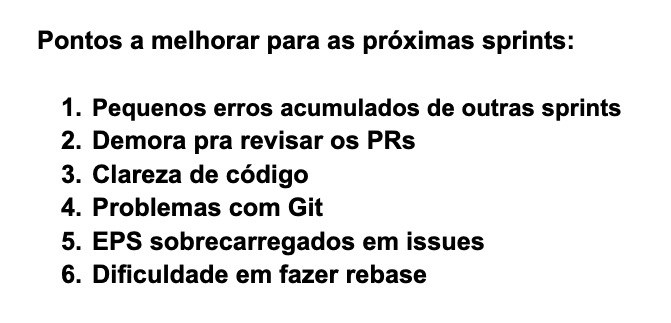 Pontos a melhorar para as próximas sprints:
1. Pequenos erros acumulados de outras sprints
2. Demora pra revisar os PRs
3. Clareza de código
4. Problemas com Git
5. EPS sobrecarregados em issues
6. Dificuldade em fazer rebase